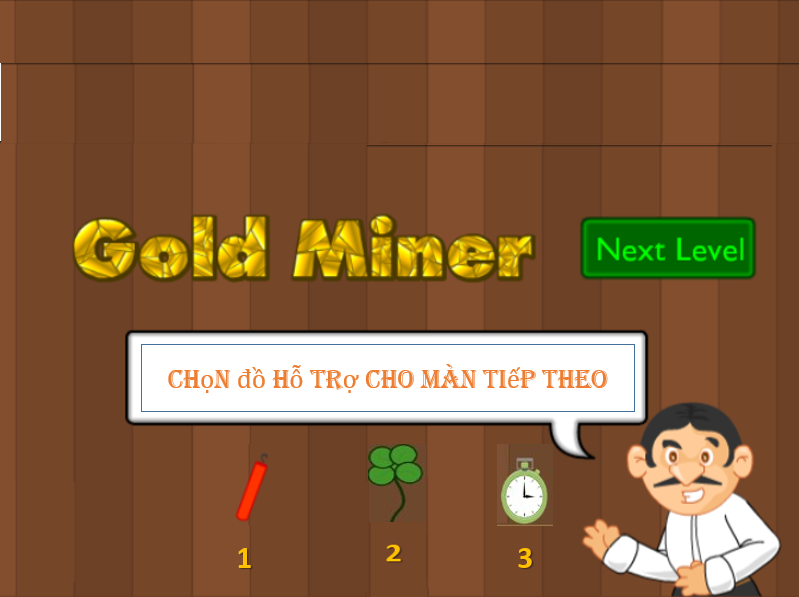 Gold Miner
Next Level
CHỌN ĐỒ HỖ TRỢ CHO MÀN TIẾP THEO
1
2
3